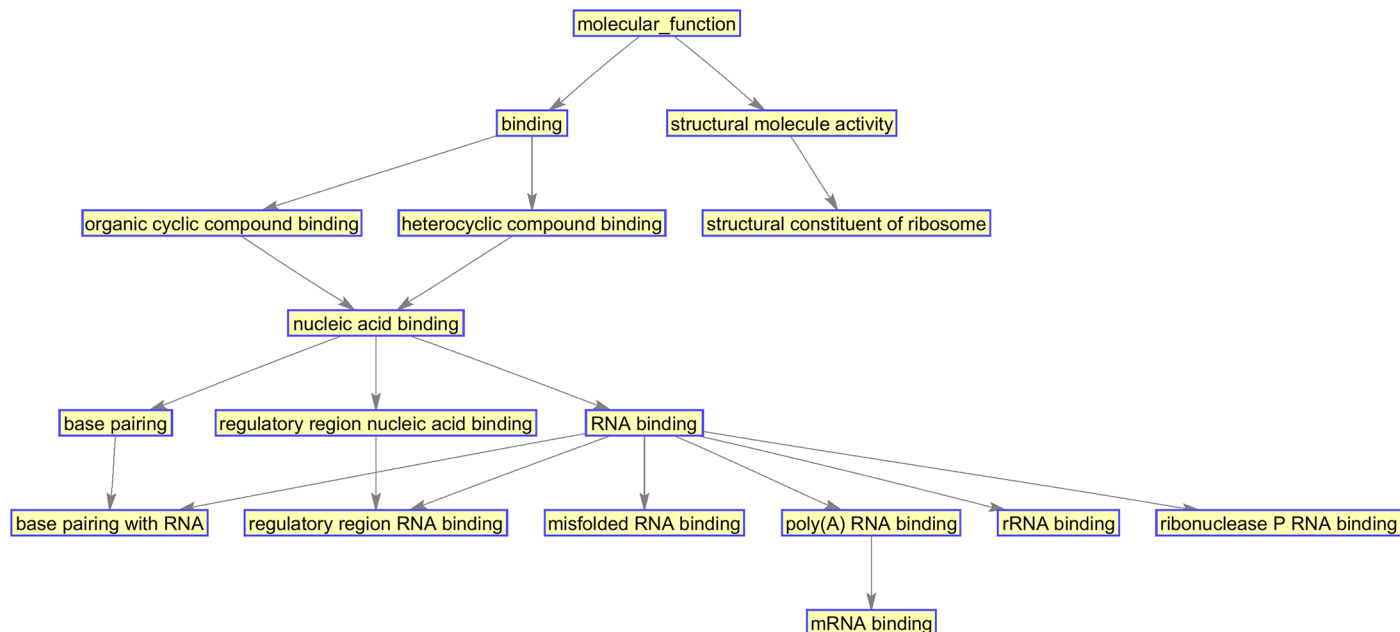 molecular_function
binding
structural molecule activity
organic cyclic compound binding
heterocyclic compound binding
structural constituent of ribosome
nucleic acid binding
base pairing
regulatory region nucleic acid binding
RNA binding
base pairing with RNA
regulatory region RNA binding
misfolded RNA binding
poly(A) RNA binding
rRNA binding
ribonuclease P RNA binding
mRNA binding